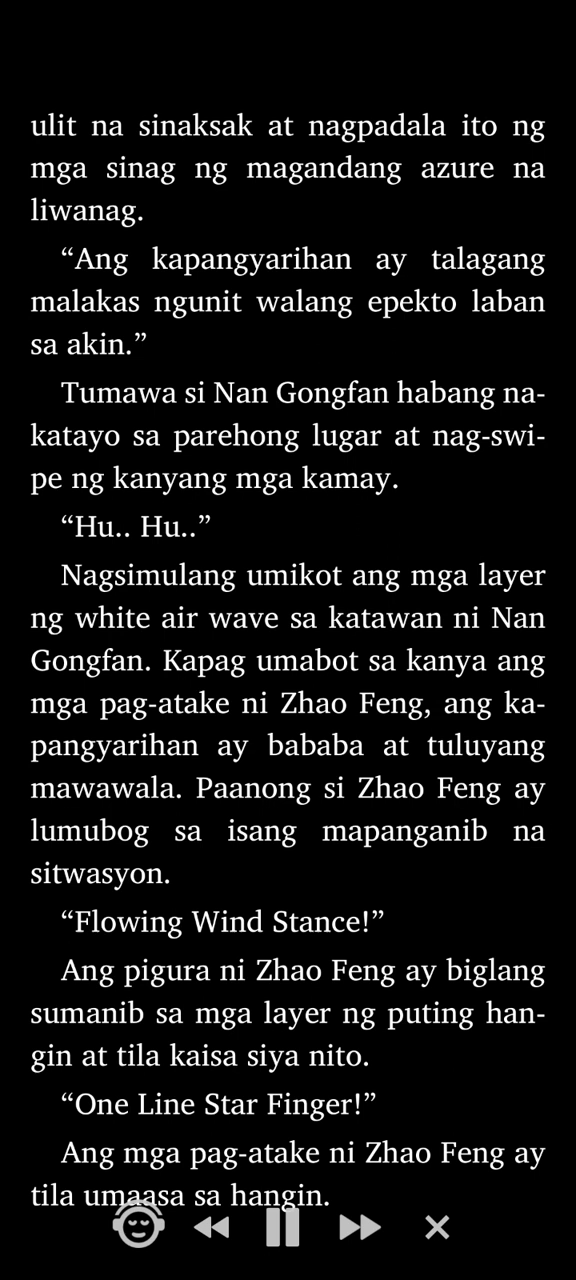 ulit na sinaksak at nagpadala ito ng
mga sinag ng magandang azure na
liwanag.
“Ang kapangyarihan ay talagang
malakas ngunit walang epekto laban
sa akin.”
Tumawa si Nan Gongfan habang na-
katayo sa parehong lugar at nag-swi-
pe ng kanyang mga kamay.
“Hu.. Hu..”
Nagsimulang umikot ang mga layer
ng white air wave sa katawan ni Nan
Gongfan. Kapag umabot sa kanya ang
mga pag-atake ni Zhao Feng, ang ka-
pangyarihan ay bababa at tuluyang
mawawala. Paanong si Zhao Feng ay
lumubog sa isang mapanganib na
sitwasyon.
“Flowing Wind Stance!”
Ang pigura ni Zhao Feng ay biglang
sumanib sa mga layer ng puting han-
gin at tila kaisa siya nito.
“One Line Star Finger!”
Ang mga pag-atake ni Zhao Feng ay
tila umaasa sa hangin.